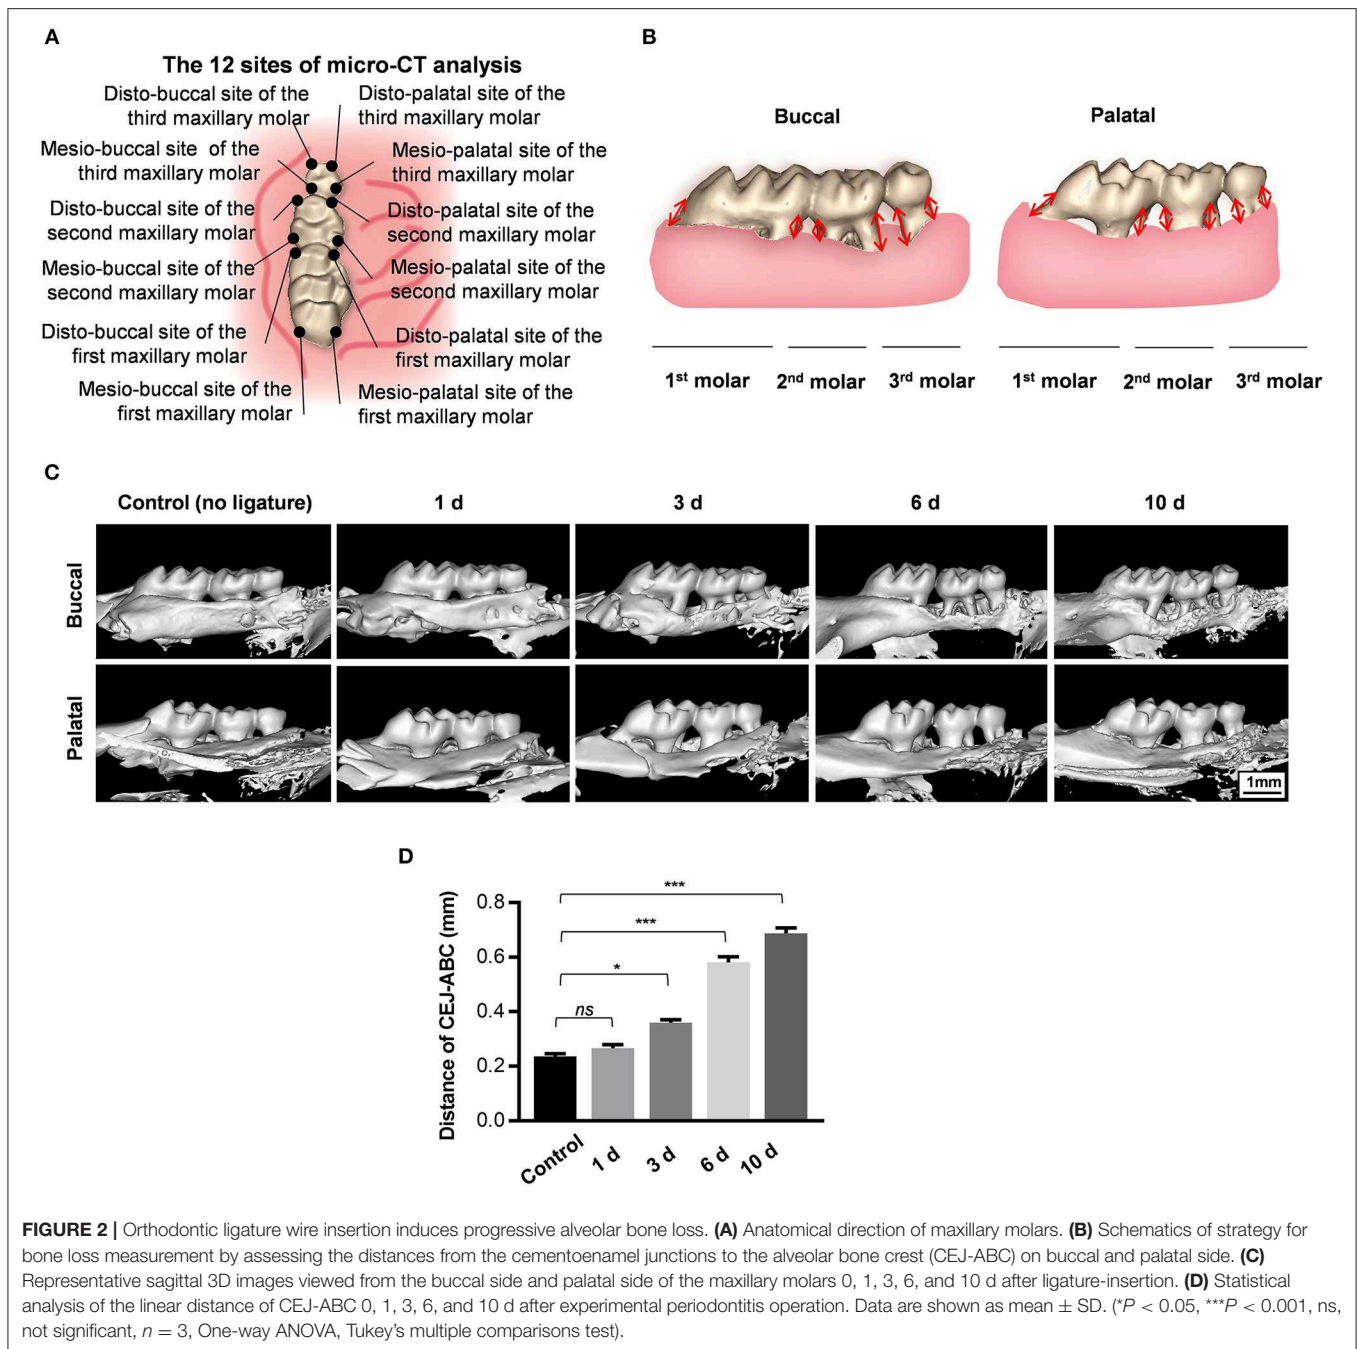 A
The 12 sites of micro-CT analysis
Disto-buccal site of the
third maxillary molar
Disto-palatal site of the
third maxillary molar
Mesio-buccal site of the
third maxillary molar
Mesio-palatal site of the
third maxillary molar
Disto-buccal site of the
second maxillary molar
Disto-palatal site of the
second maxillary molar
Mesio-buccal site of the
second maxillary molar
Mesio-palatal site of the
second maxillary molar
Disto-buccal site of the
first maxillary molar
Disto-palatal site of the
first maxillary molar
Mesio-buccal site of the
first maxillary molar
Mesio-palatal site of the
first maxillary molar
B
Buccal
Palatal
1st molar
2nd molar
3rd molar
1st molar
2nd molar
3rd molar
C
Control (no ligature)
1 d
3 d
6 d
10 d
Buccal
Palatal
1mm
D
Distance of CEJ-ABC (mm)
0.8
0.6
0.4
0.2
0.0
***
***
*
ns
Control
1 d
3 d
6 d
10 d
FIGURE 2 | Orthodontic ligature wire insertion induces progressive alveolar bone loss. (A) Anatomical direction of maxillary molars. (B) Schematics of strategy for
bone loss measurement by assessing the distances from the cementoenamel junctions to the alveolar bone crest (CEJ-ABC) on buccal and palatal side. (C)
Representative sagittal 3D images viewed from the buccal side and palatal side of the maxillary molars 0, 1, 3, 6, and 10 d after ligature-insertion. (D) Statistical
analysis of the linear distance of CEJ-ABC 0, 1, 3, 6, and 10 d after experimental periodontitis operation. Data are shown as mean ± SD. (*P < 0.05, ***P < 0.001, ns,
not significant, n = 3, One-way ANOVA, Tukey's multiple comparisons test).